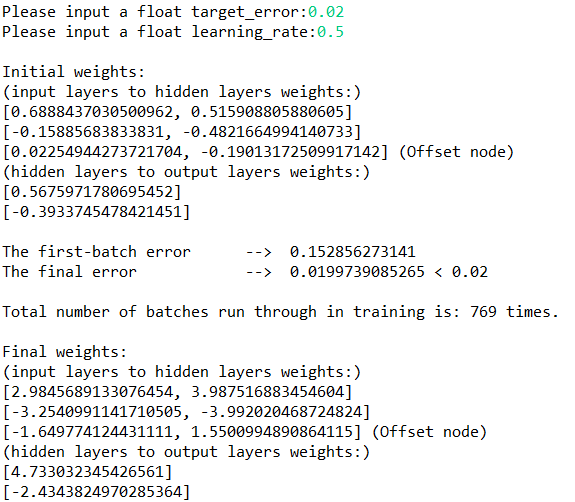 Please input a float target_error:0.02
Please input a float learning_rate:0.5
Initial weights:
(input layers to hidden layers weights:)
[0.6888437030500962, 0.515908805880605]
[-0.15885683833831, -0.4821664994140733]
[0.02254944273721704, -0.19013172509917142] (Offset node)
(hidden layers to output layers weights:)
[0.5675971780695452]
[-0.3933745478421451]
The first-batch error --> 0.152856273141
The final error --> 0.0199739085265 < 0.02
Total number of batches run through in training is: 769 times.
Final weights:
(input layers to hidden layers weights:)
[2.9845689133076454, 3.987516883454604]
[-3.2540991141710505, -3.992020468724824]
[-1.649774124431111, 1.5500994890864115] (Offset node)
(hidden layers to output layers weights:)
[4.733032345426561]
[-2.4343824970285364]